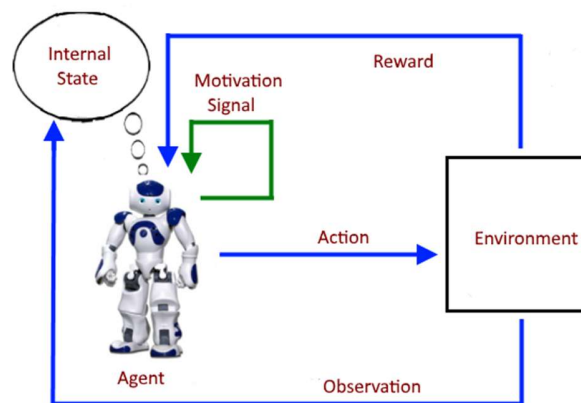 Internal
State
Reward
Motivation
Signal
Action
Environment
Agent
Observation